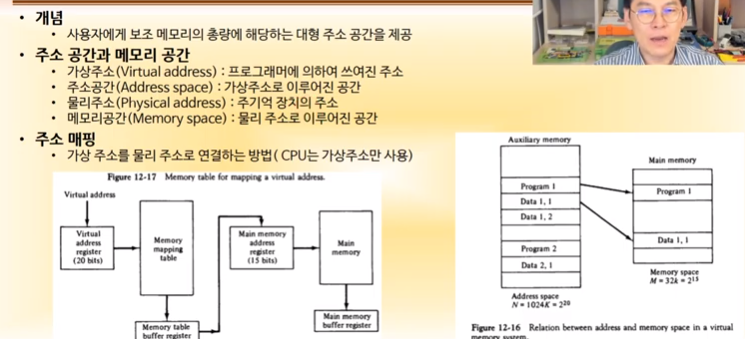 • 개념
• 사용자에게 보조 메모리의 총량에 해당하는 대형 주소 공간을 제공
• 주소 공간과 메모리 공간
• 가상주소(Virtual address) : 프로그래머에 의하여 쓰여진 주소
• 주소공간(Address space) : 가상주소로 이루어진 공간
• 물리주소(Physical address) : 주기억 장치의 주소
• 메모리공간(Memory space) : 물리 주소로 이루어진 공간
• 주소 매핑
• 가상 주소를 물리 주소로 연결하는 방법( CPU는 가상주소만 사용)
Figure 12-17 Memory table for mapping a virtual address.
Virtual address
Virtual
address
register
(20 bits)
Memory
mapping
table
Memory table
buffer register
Main memory
address
register
(15 bits)
Main
memory
Main memory
buffer register
Auxiliary memory
Program 1
Data 1, 1
Data 1, 2
Program 2
Data 2, 1
Address space
N = 1024K = 2²⁰
Main memory
Program 1
Data 1, 1
Memory space
M = 32k = 2¹⁵
Figure 12-16 Relation between address and memory space in a virtual
memory system.